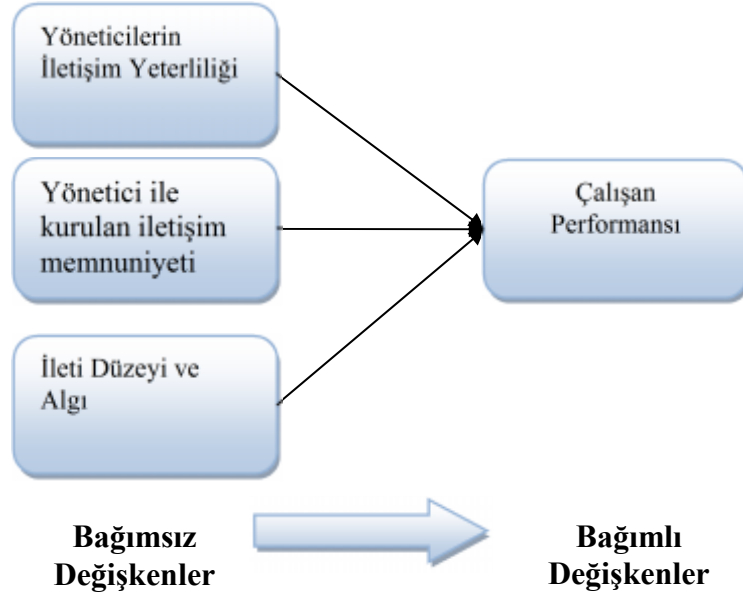 Yöneticilerin
İletişim Yeterliliği
Yönetici ile
kurulan iletişim
memnuniyeti
İleti Düzeyi ve
Algı
Çalışan
Performansı
Bağımsız
Değişkenler
Bağımlı
Değişkenler